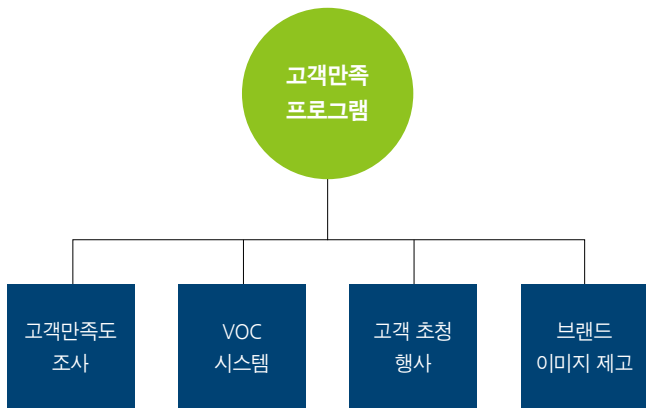 고객만족
프로그램
고객만족도
조사
VOC
시스템
고객 초청
행사
브랜드
이미지 제고